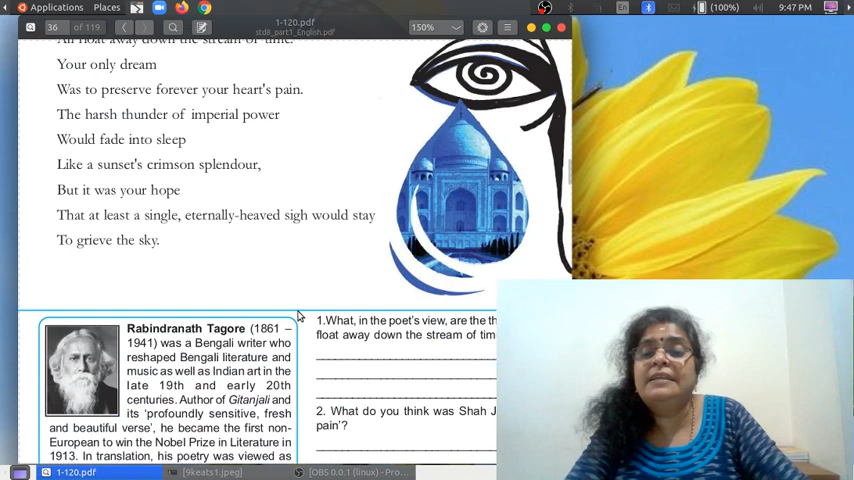 Applications Places En (100%) 9:47 PM
36 of 119
1-120.pdf
std8_part1_English.pdf
150%
All float away down the stream of time.
Your only dream
Was to preserve forever your heart's pain.
The harsh thunder of imperial power
Would fade into sleep
Like a sunset's crimson splendour,
But it was your hope
That at least a single, eternally-heaved sigh would stay
To grieve the sky.
Rabindranath Tagore (1861 –
1941) was a Bengali writer who
reshaped Bengali literature and
music as well as Indian art in the
late 19th and early 20th
centuries. Author of Gitanjali and
its 'profoundly sensitive, fresh
and beautiful verse', he became the first non-
European to win the Nobel Prize in Literature in
1913. In translation, his poetry was viewed as
1.What, in the poet's view, are the th
float away down the stream of tim
2. What do you think was Shah J
pain'?
1-120.pdf [9keats1.jpeg] [OBS 0.0.1 (linux) - Pro...